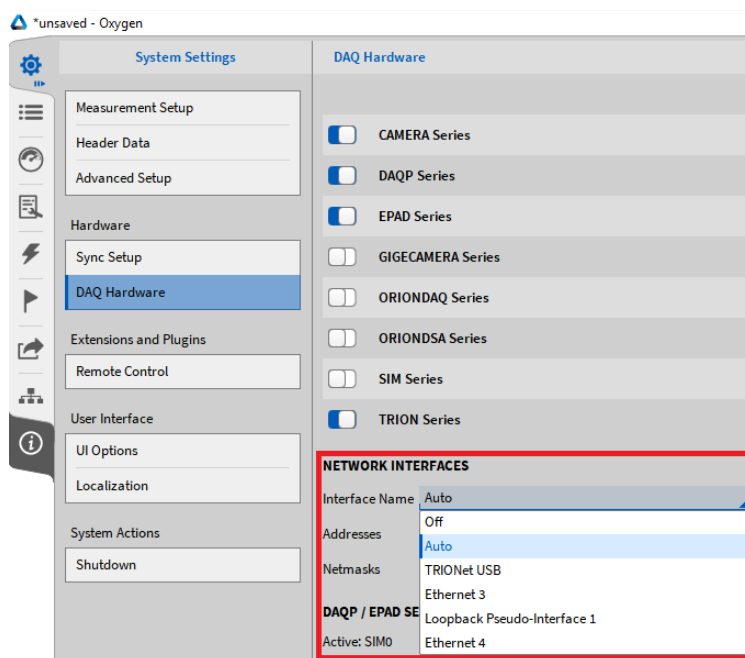 *unsaved - Oxygen
System Settings
DAQ Hardware
Measurement Setup
Header Data
Advanced Setup
Hardware
Sync Setup
DAQ Hardware
Extensions and Plugins
Remote Control
User Interface
UI Options
Localization
System Actions
Shutdown
CAMERA Series
DAQP Series
EPAD Series
GIGECAMERA Series
ORIONDAQ Series
ORIONDSA Series
SIM Series
TRION Series
NETWORK INTERFACES
Interface Name Auto
Off
Addresses
Auto
Netmasks
TRIONet USB
Ethernet 3
DAQP / EPAD SE
Loopback Pseudo-Interface 1
Active: SIM0
Ethernet 4